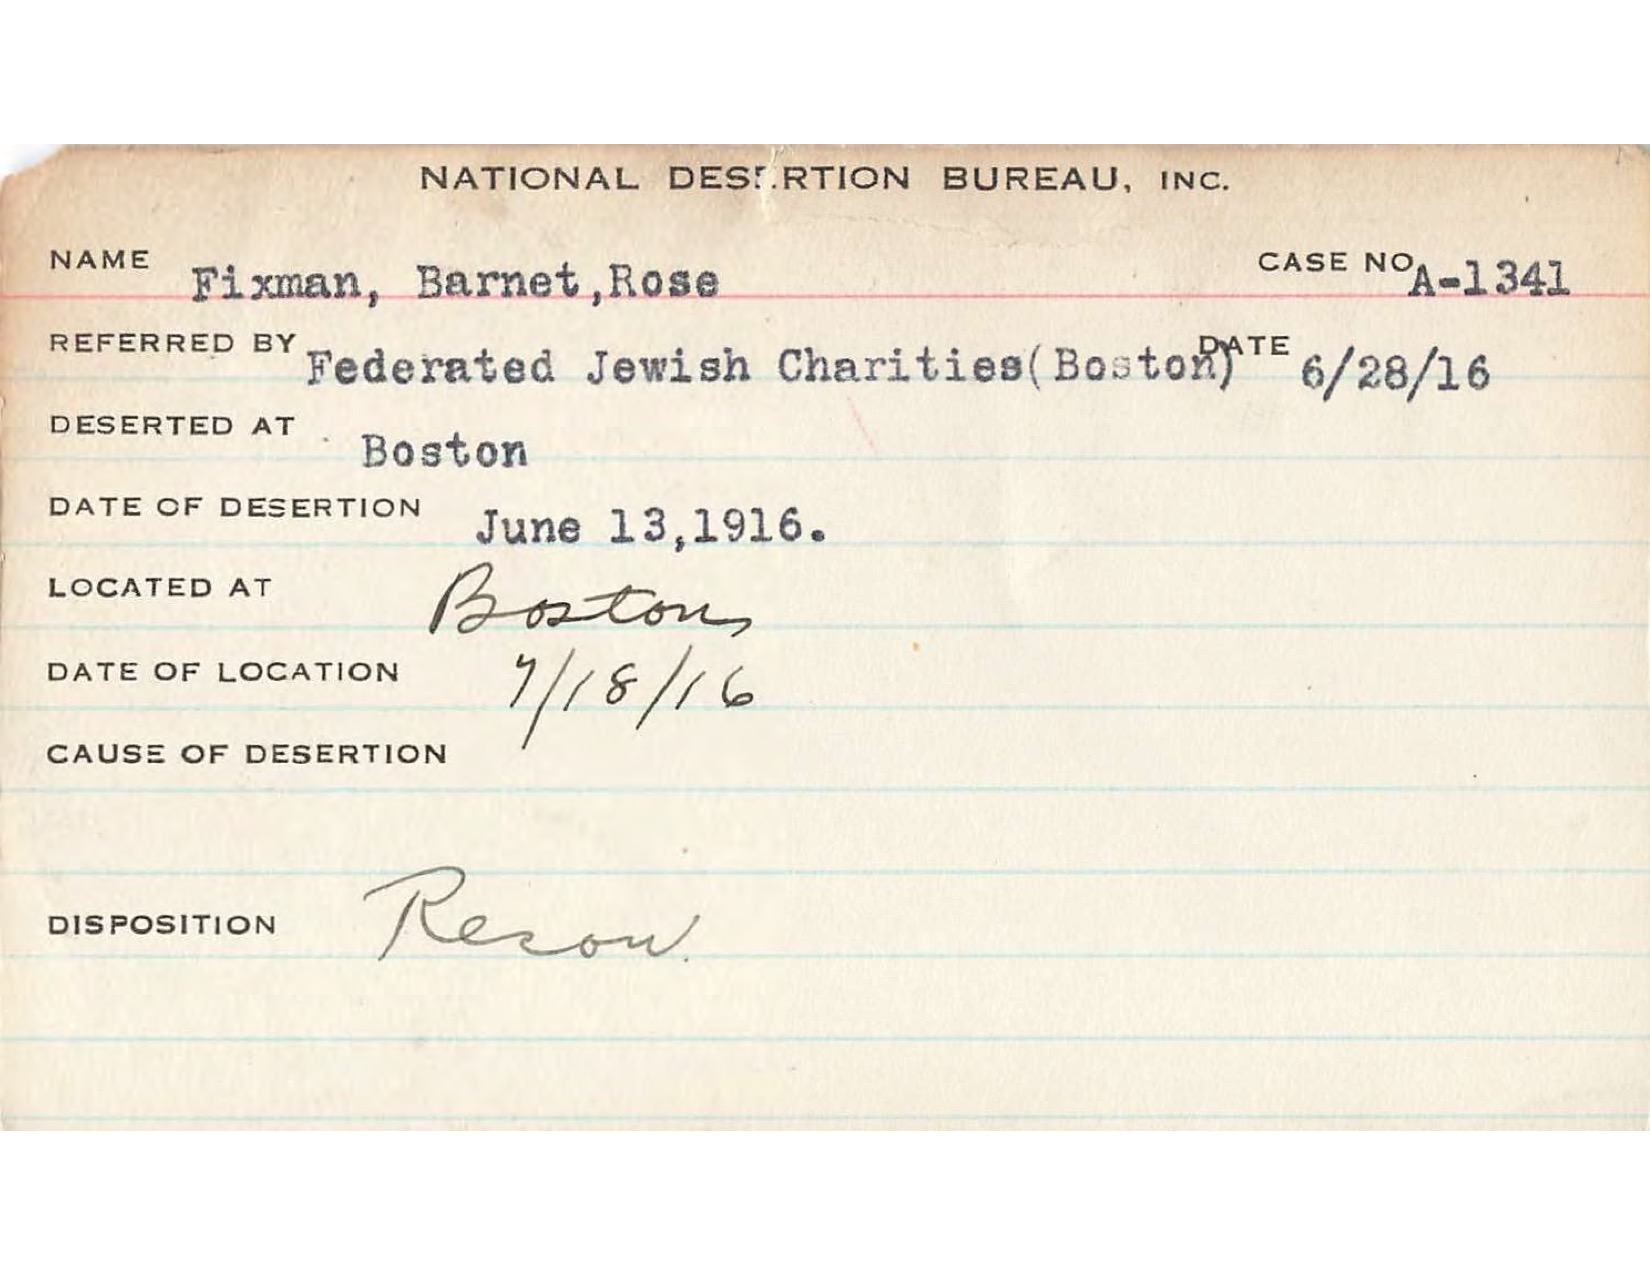 NATIONAL DESERTION BUREAU, INC.
NAME Fixman, Barnet,Rose CASE NO. A-1341
REFERRED BY Federated Jewish Charities(Boston) DATE 6/28/16
DESERTED AT Boston
DATE OF DESERTION June 13,1916.
LOCATED AT Boston
DATE OF LOCATION 7/18/16
CAUSE OF DESERTION
DISPOSITION Recon.